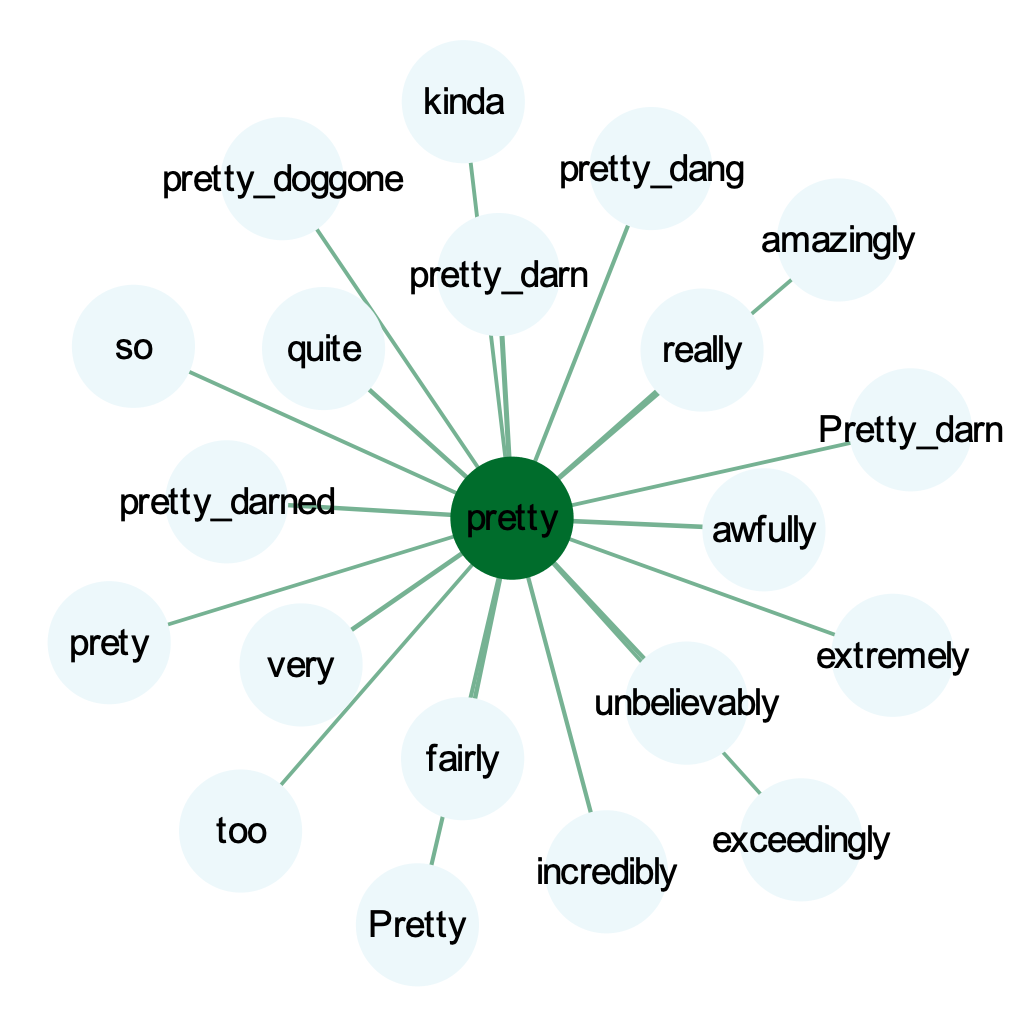 kinda
pretty_dang
pretty_doggone
amazingly
pretty_darn
so
quite
really
Pretty_darn
pretty_darned
pretty
awfully
prety
very
extremely
unbelievably
fairly
too
exceedingly
incredibly
Pretty